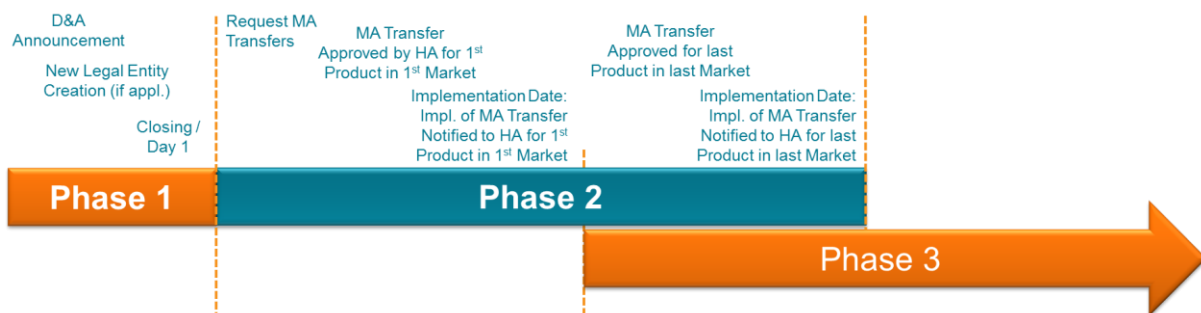 D&A
Announcement
New Legal Entity
Creation (if appl.)
Closing /
Day 1
Request MA
Transfers
MA Transfer
Approved by HA for 1st
Product in 1st Market
Implementation Date:
Impl. of MA Transfer
Notified to HA for 1st
Product in 1st Market
MA Transfer
Approved for last
Product in last Market
Implementation Date:
Impl. of MA Transfer
Notified to HA for last
Product in last Market
Phase 1
Phase 2
Phase 3